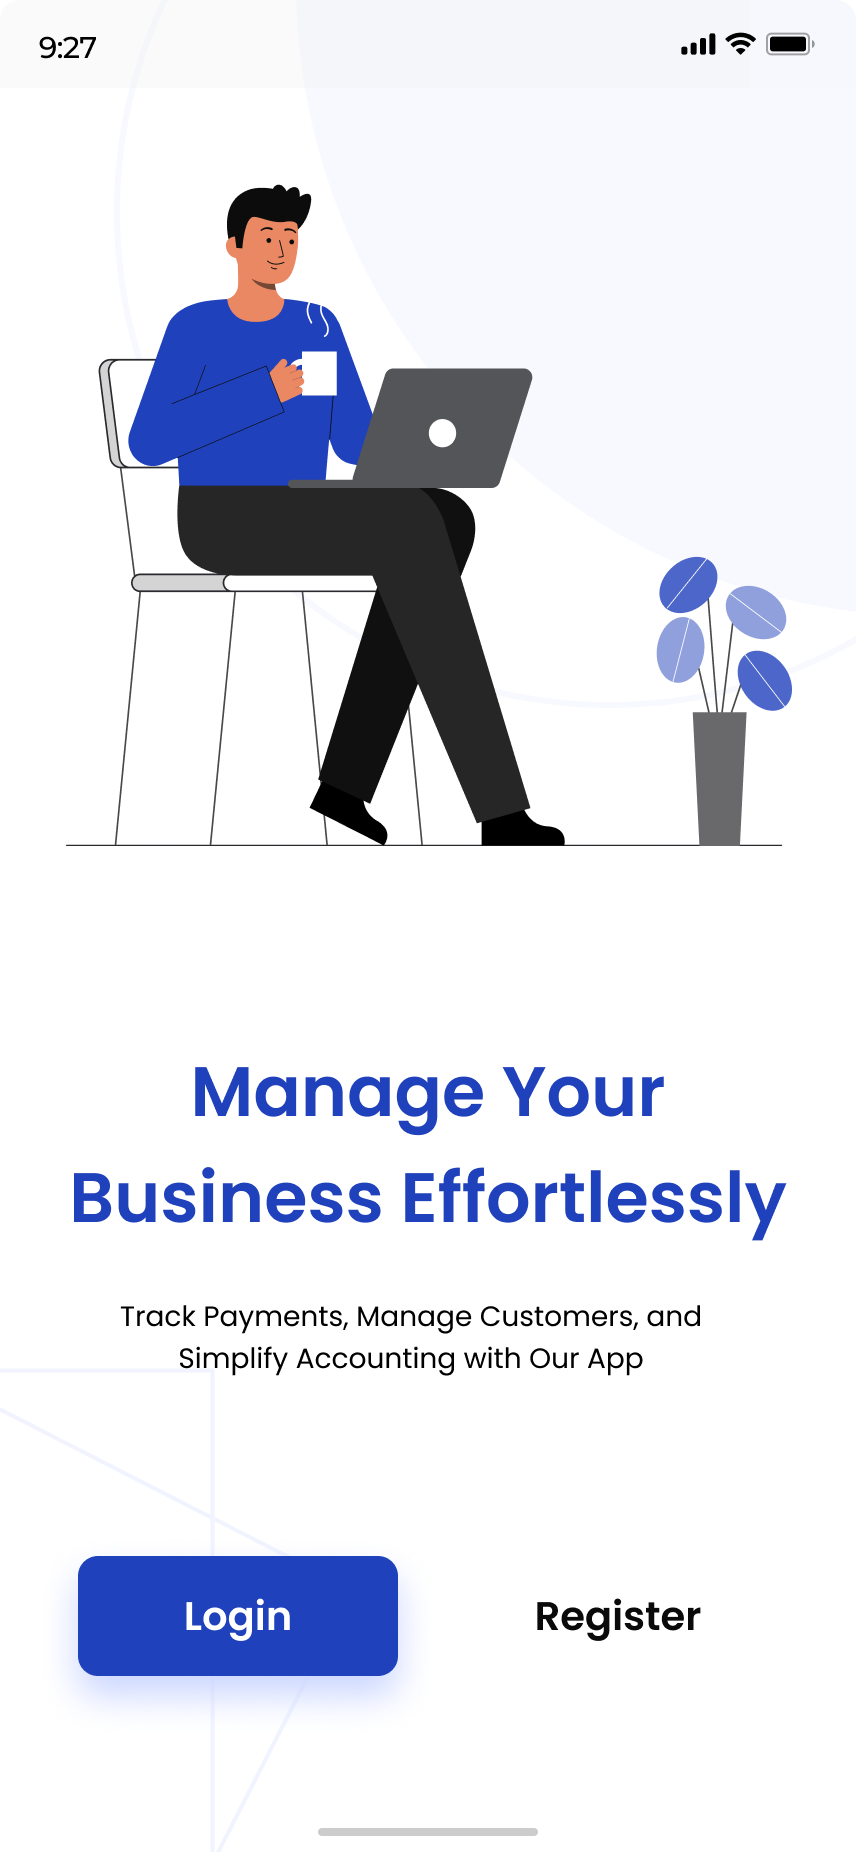 9:27
Manage Your
Business Effortlessly
Track Payments, Manage Customers, and
Simplify Accounting with Our App
Login
Register